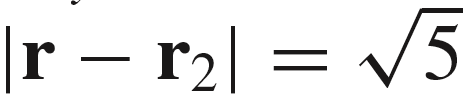 |r − r₂| = √5